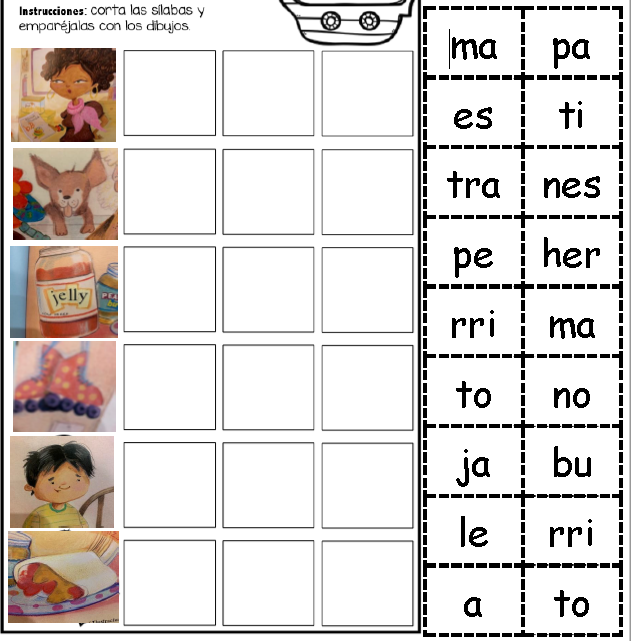 Instrucciones: corta las sílabas y
emparéjalas con los dibujos.
jelly
PEA
ma pa
es ti
tra nes
pe her
rri ma
to no
ja bu
le rri
a to